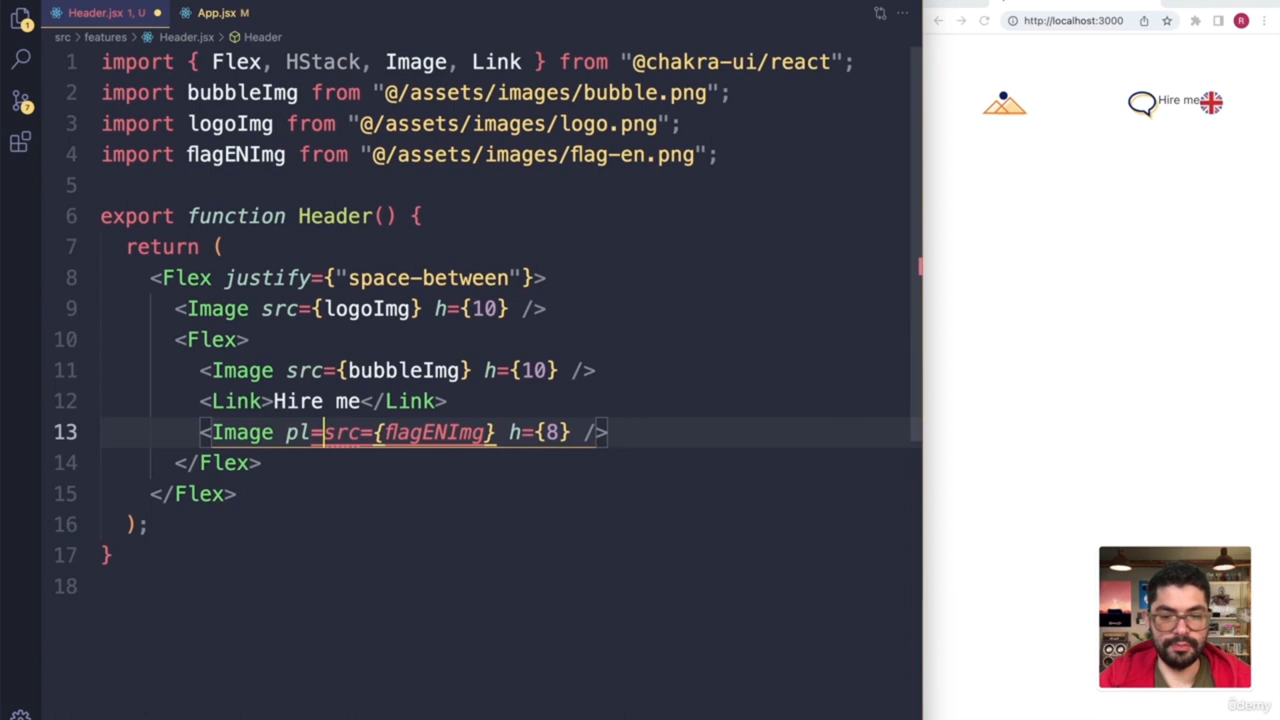 Header.jsx 1, U
App.jsx M
http://localhost:3000
R
src > features > Header.jsx > Header
1
7
1 import { Flex, HStack, Image, Link } from "@chakra-ui/react";
2 import bubbleImg from "@/assets/images/bubble.png";
3 import logoImg from "@/assets/images/logo.png";
4 import flagENImg from "@/assets/images/flag-en.png";
5
6 export function Header() {
7 return (
8 <Flex justify={"space-between"}>
9 <Image src={logoImg} h={10} />
10 <Flex>
11 <Image src={bubbleImg} h={10} />
12 <Link>Hire me</Link>
13 <Image pl=src={flagENImg} h={8} />
14 </Flex>
15 </Flex>
16 );
17 }
18
Hire me
ûdemy